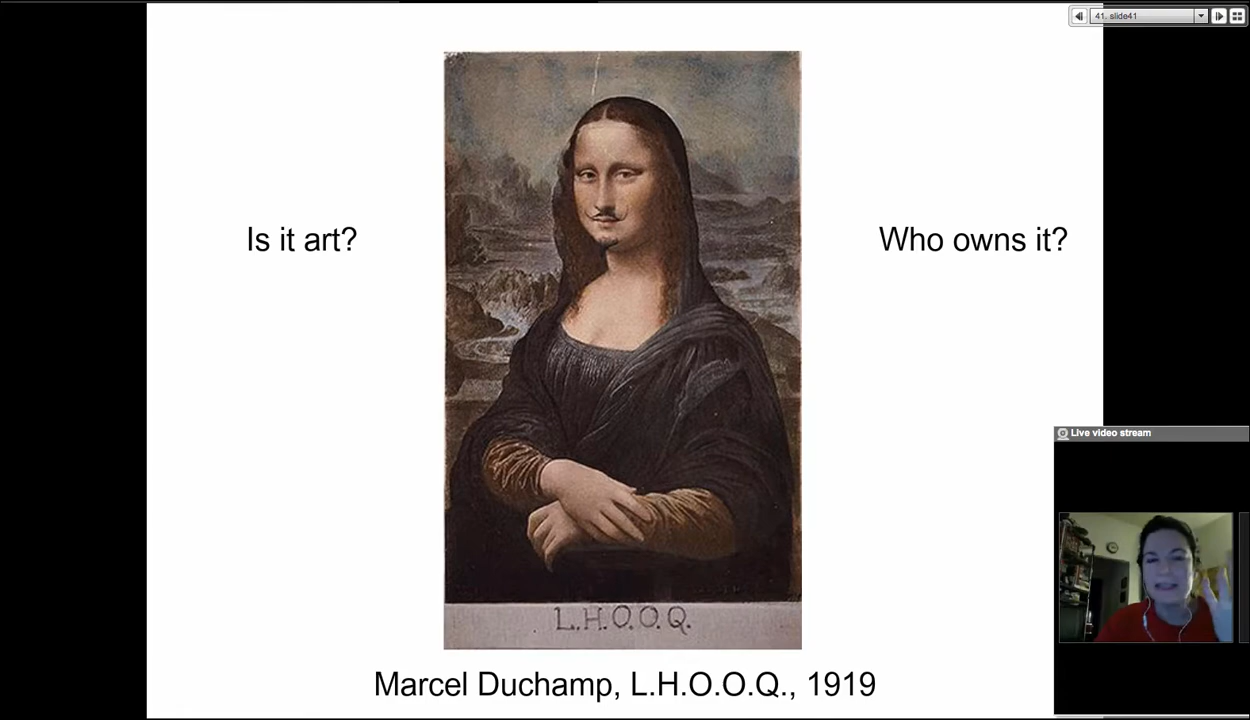 41. slide41
Is it art?
Who owns it?
Live video stream
L.H.O.O.Q.
Marcel Duchamp, L.H.O.O.Q., 1919